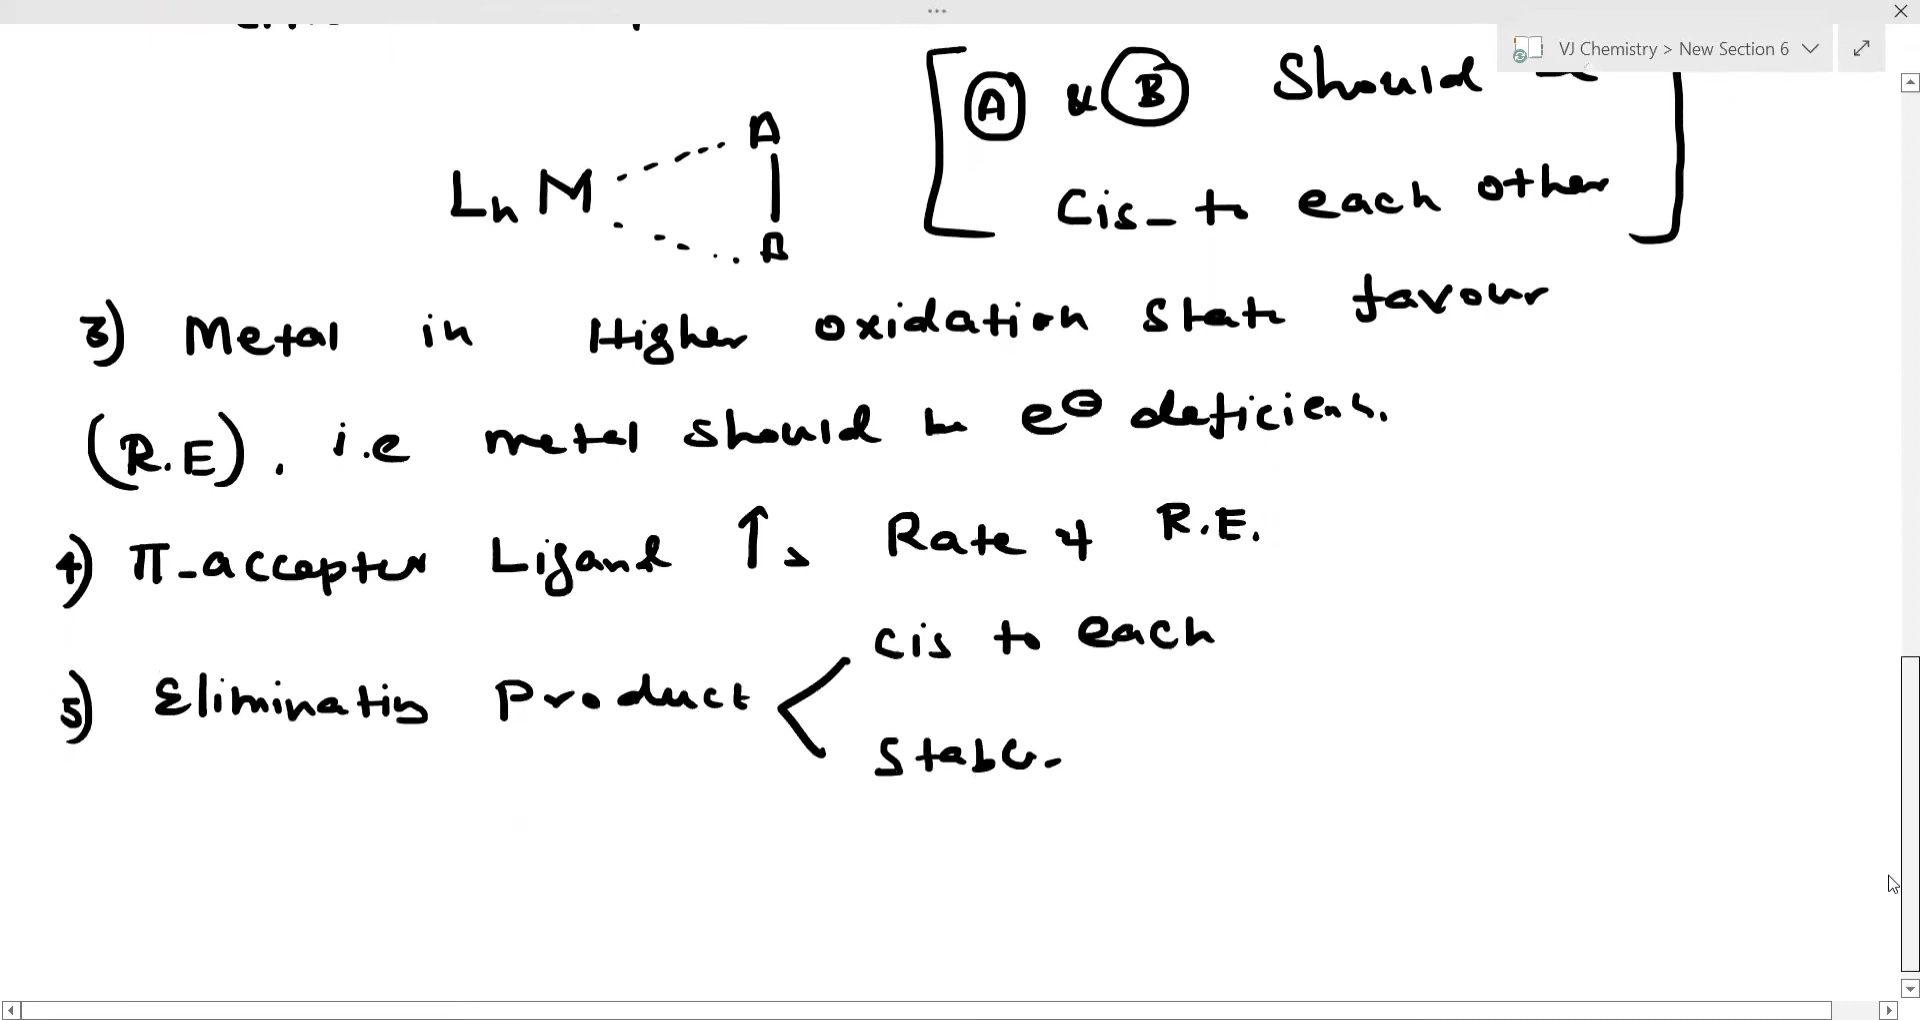 VJ Chemistry > New Section 6
[ Ⓐ & Ⓑ Should
Cis- to each other ]
A
LnM
B
3) Metal in Higher oxidation State favour
(R.E). i.e metal should be e⊖ deficient.
4) π-accepter Ligand ↑s Rate of R.E.
cis to each
5) Elimination Product <
Stable.